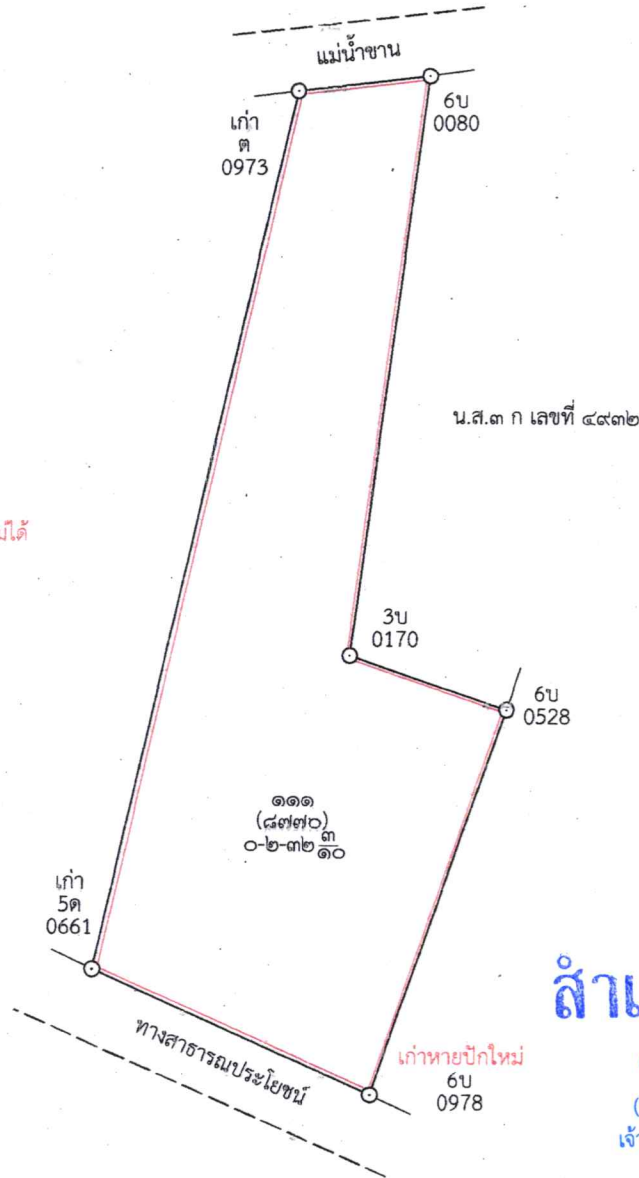 แม่น้ำขาน
เก่า
ต
0973
6บ
0080
น.ส.๓ ก เลขที่ ๔๙๓๒
3บ
0170
6บ
0528
๑๑๑
(๘๗๗๐)
๐-๒-๓๒ ๓/๑๐
เก่า
5ด
0661
ทางสาธารณประโยชน์
เก่าหายปักใหม่
6บ
0978